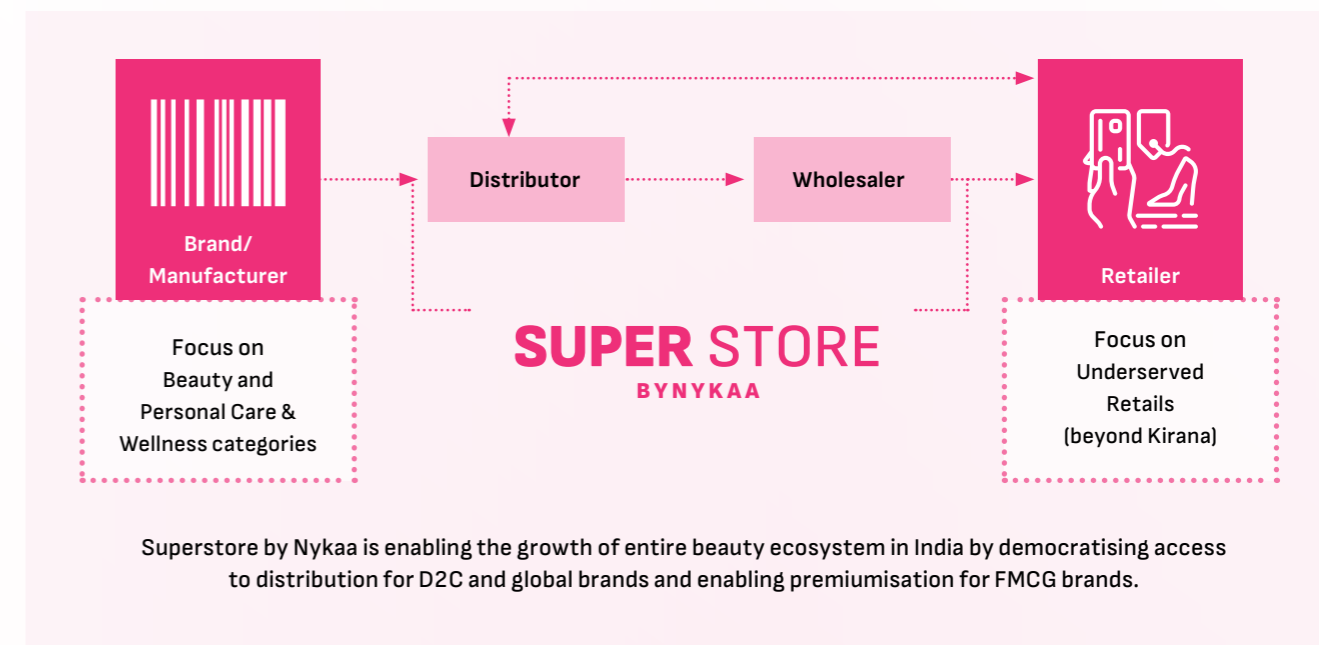 Distributor
Wholesaler
Brand/
Manufacturer
Retailer
Focus on
Beauty and
Personal Care &
Wellness categories
SUPER STORE
BYNYKAA
Focus on
Underserved
Retails
(beyond Kirana)
Superstore by Nykaa is enabling the growth of entire beauty ecosystem in India by democratising access
to distribution for D2C and global brands and enabling premiumisation for FMCG brands.